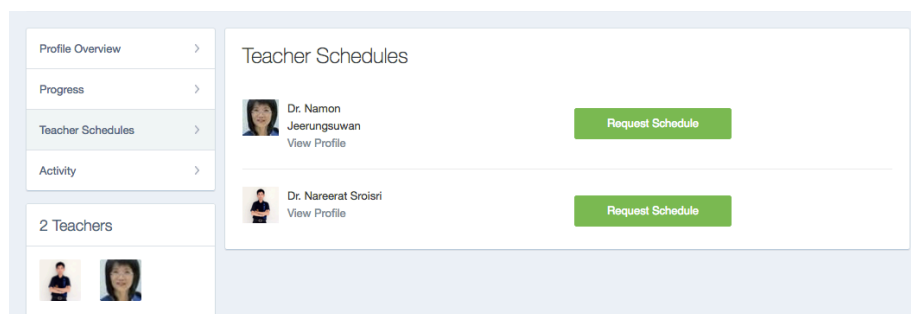 Profile Overview
Progress
Teacher Schedules
Activity
2 Teachers
Teacher Schedules
Dr. Namon
Jeerungsuwan
View Profile
Request Schedule
Dr. Nareerat Sroisri
View Profile
Request Schedule